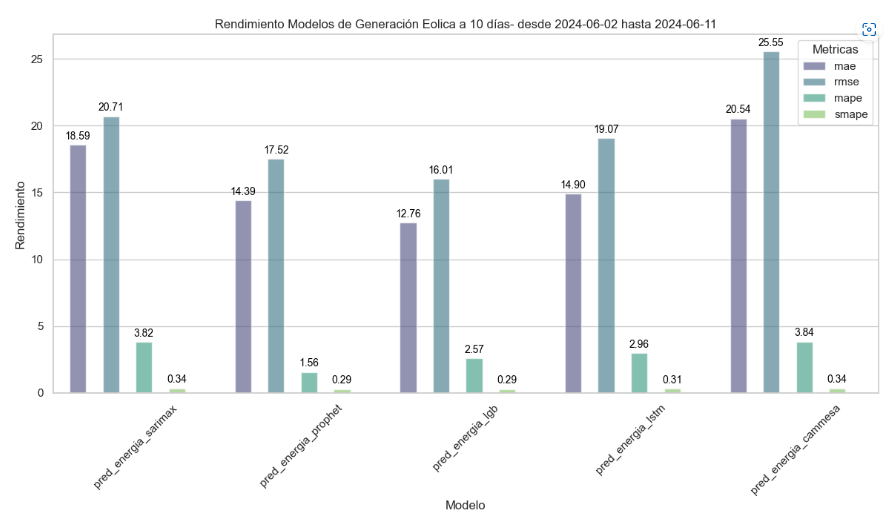 Rendimiento Modelos de Generación Eolica a 10 días- desde 2024-06-02 hasta 2024-06-11
Metricas
mae
rmse
mape
smape
Rendimiento
25
20
15
10
5
0
18.59
20.71
3.82
0.34
14.39
17.52
1.56
0.29
12.76
16.01
2.57
0.29
14.90
19.07
2.96
0.31
20.54
25.55
3.84
0.34
pred_energia_sarimax
pred_energia_prophet
pred_energia_lgb
pred_energia_lstm
pred_energia_cammesa
Modelo